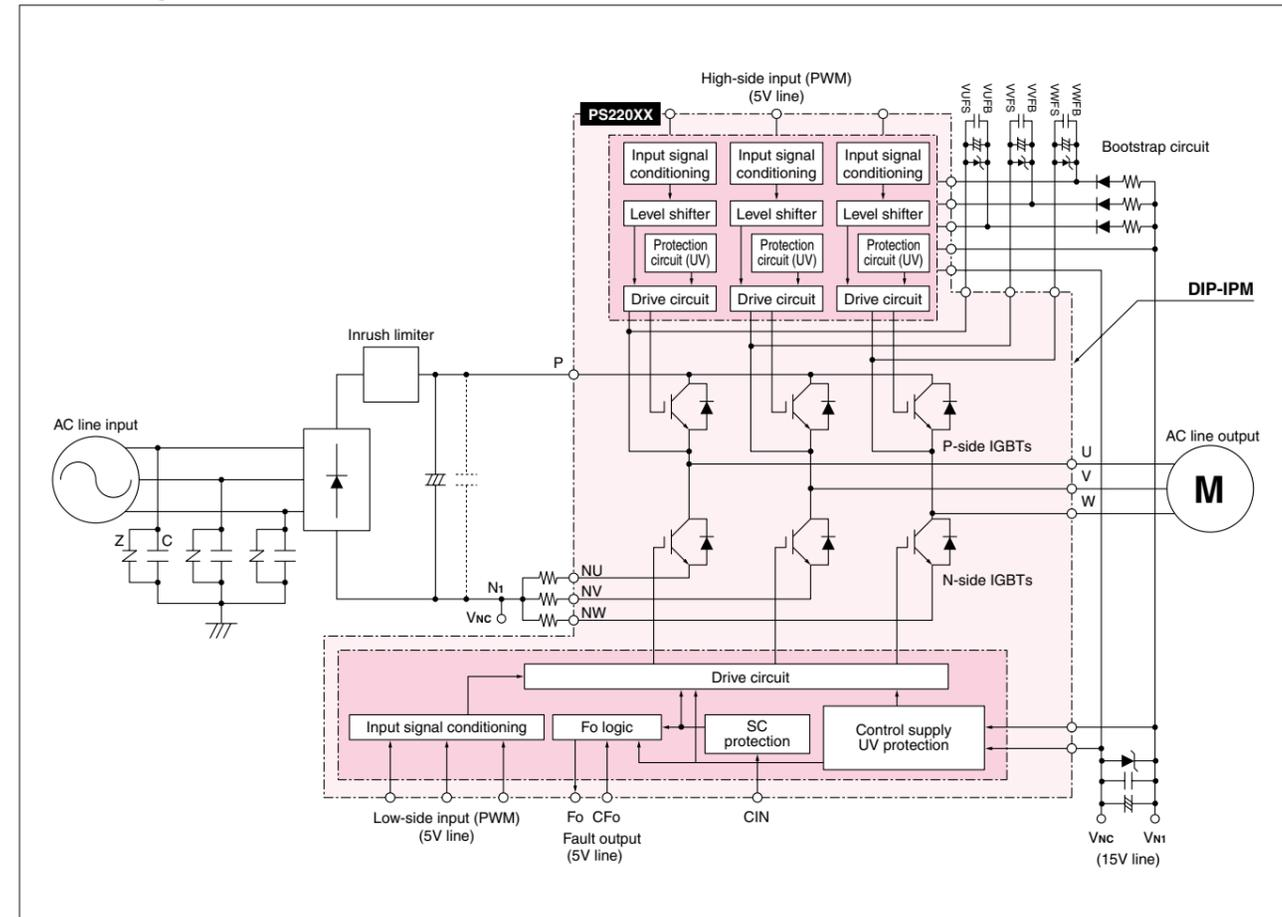 High-side input (PWM)
(5V line)
PS220XX
VUFS
VUFB
VVFS
VVFB
VWFS
VWFB
Bootstrap circuit
Input signal
conditioning
Input signal
conditioning
Input signal
conditioning
Level shifter
Level shifter
Level shifter
Protection
circuit (UV)
Protection
circuit (UV)
Protection
circuit (UV)
Drive circuit
Drive circuit
Drive circuit
DIP-IPM
Inrush limiter
P
AC line input
P-side IGBTs
U
V
W
AC line output
M
Z
C
N1
VNC
NU
NV
NW
N-side IGBTs
Drive circuit
Input signal conditioning
Fo logic
SC
protection
Control supply
UV protection
Low-side input (PWM)
(5V line)
Fo
CFo
Fault output
(5V line)
CIN
VNC
VN1
(15V line)